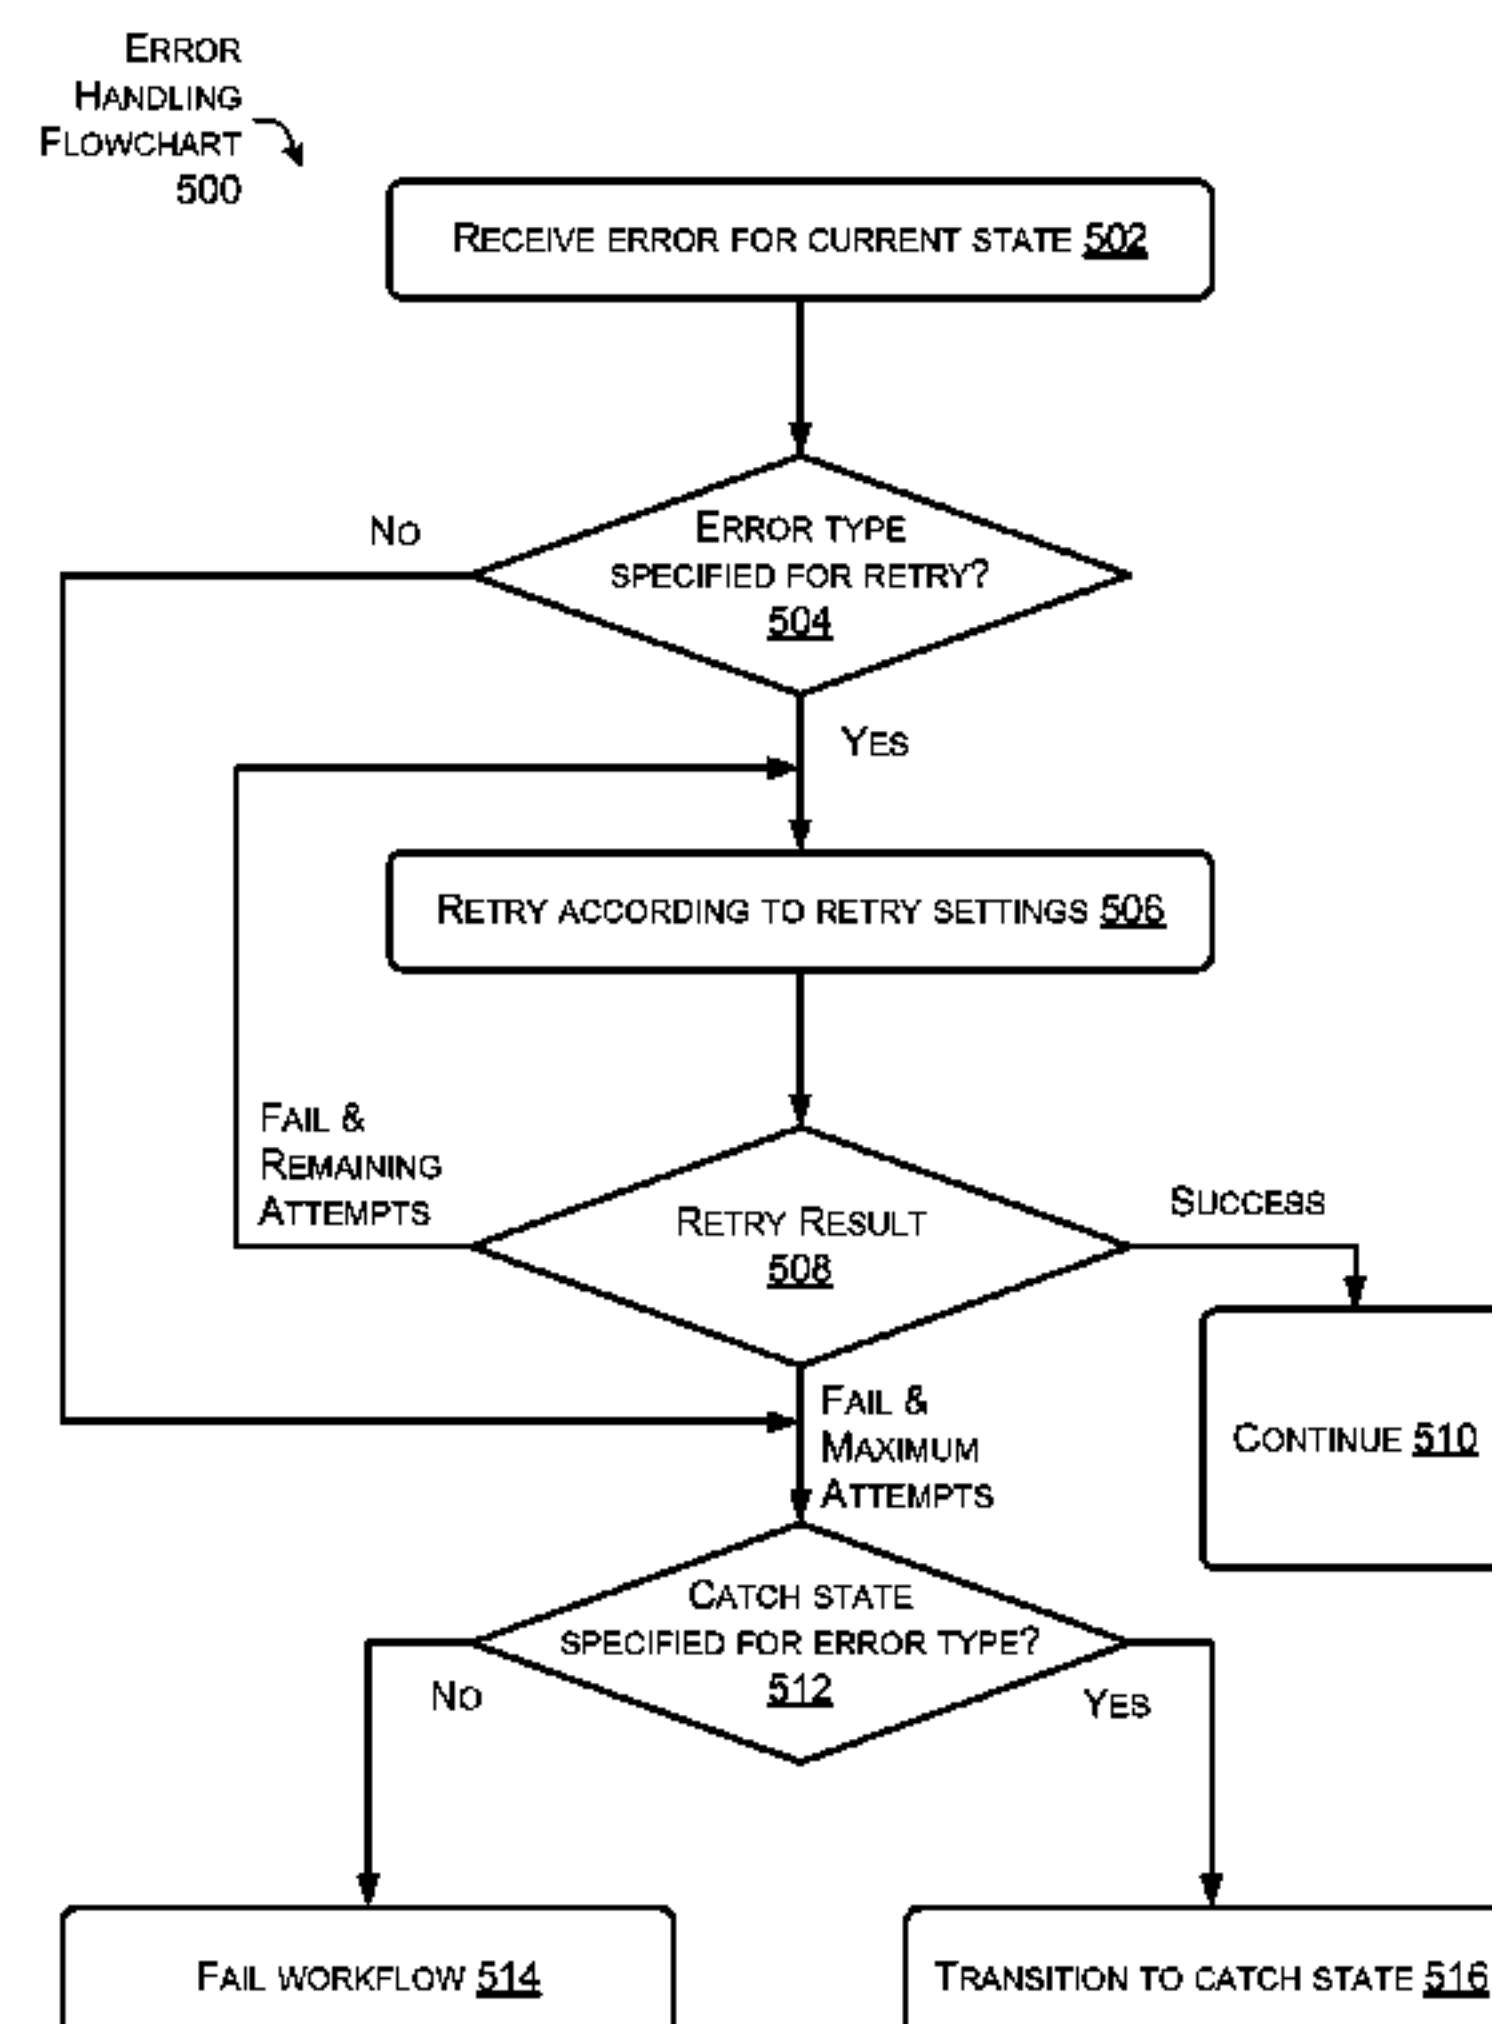 ERROR
HANDLING
FLOWCHART
500
RECEIVE ERROR FOR CURRENT STATE 502
NO
ERROR TYPE
SPECIFIED FOR RETRY?
504
YES
RETRY ACCORDING TO RETRY SETTINGS 506
FAIL &
REMAINING
ATTEMPTS
RETRY RESULT
508
SUCCESS
FAIL &
MAXIMUM
ATTEMPTS
CONTINUE 510
CATCH STATE
SPECIFIED FOR ERROR TYPE?
512
NO
YES
FAIL WORKFLOW 514
TRANSITION TO CATCH STATE 516